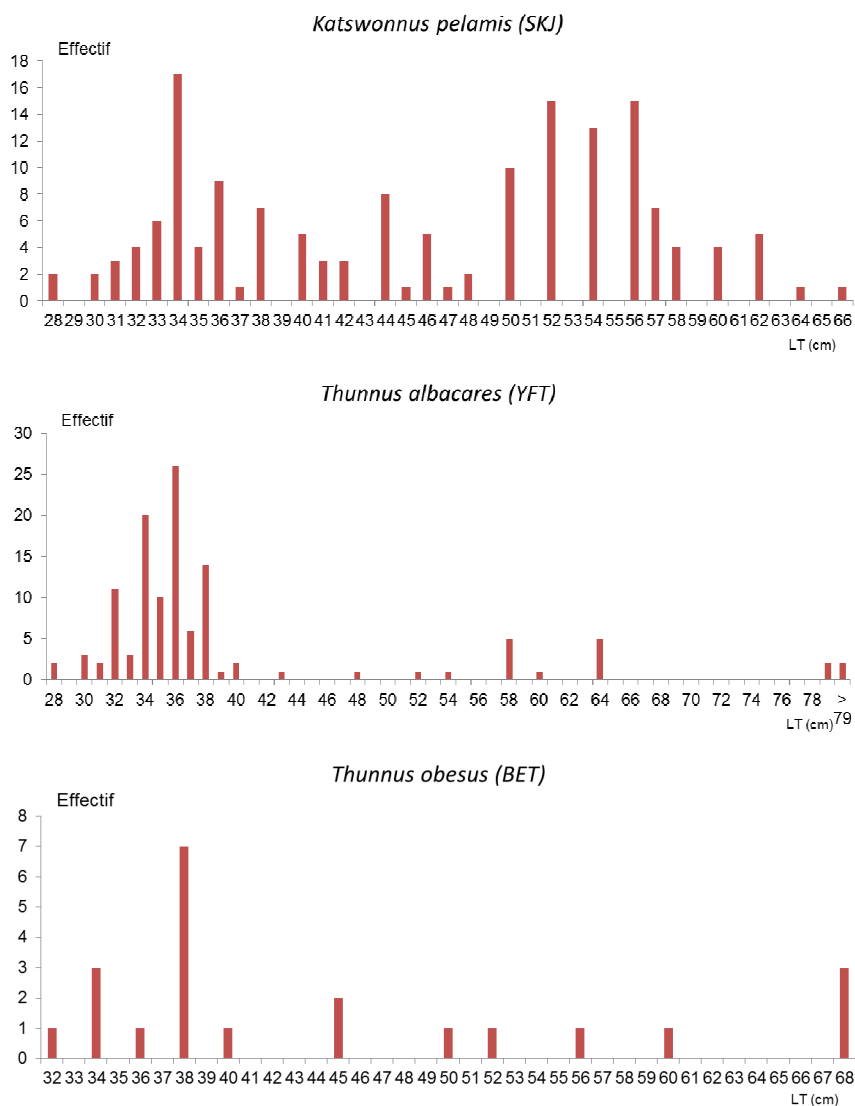 Katswonnus pelamis (SKJ)
Effectif
18
16
14
12
10
8
6
4
2
0
28 29 30 31 32 33 34 35 36 37 38 39 40 41 42 43 44 45 46 47 48 49 50 51 52 53 54 55 56 57 58 59 60 61 62 63 64 65 66
LT (cm)
Thunnus albacares (YFT)
Effectif
30
25
20
15
10
5
0
28 30 32 34 36 38 40 42 44 46 48 50 52 54 56 58 60 62 64 66 68 70 72 74 76 78 > 79
LT (cm)
Thunnus obesus (BET)
Effectif
8
7
6
5
4
3
2
1
0
32 33 34 35 36 37 38 39 40 41 42 43 44 45 46 47 48 49 50 51 52 53 54 55 56 57 58 59 60 61 62 63 64 65 66 67 68
LT (cm)